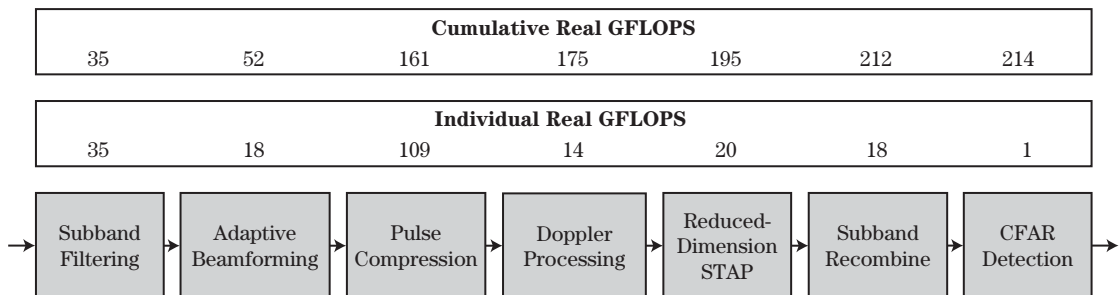 Cumulative Real GFLOPS
35 52 161 175 195 212 214
Individual Real GFLOPS
35 18 109 14 20 18 1
Subband
Filtering
Adaptive
Beamforming
Pulse
Compression
Doppler
Processing
Reduced-
Dimension
STAP
Subband
Recombine
CFAR
Detection